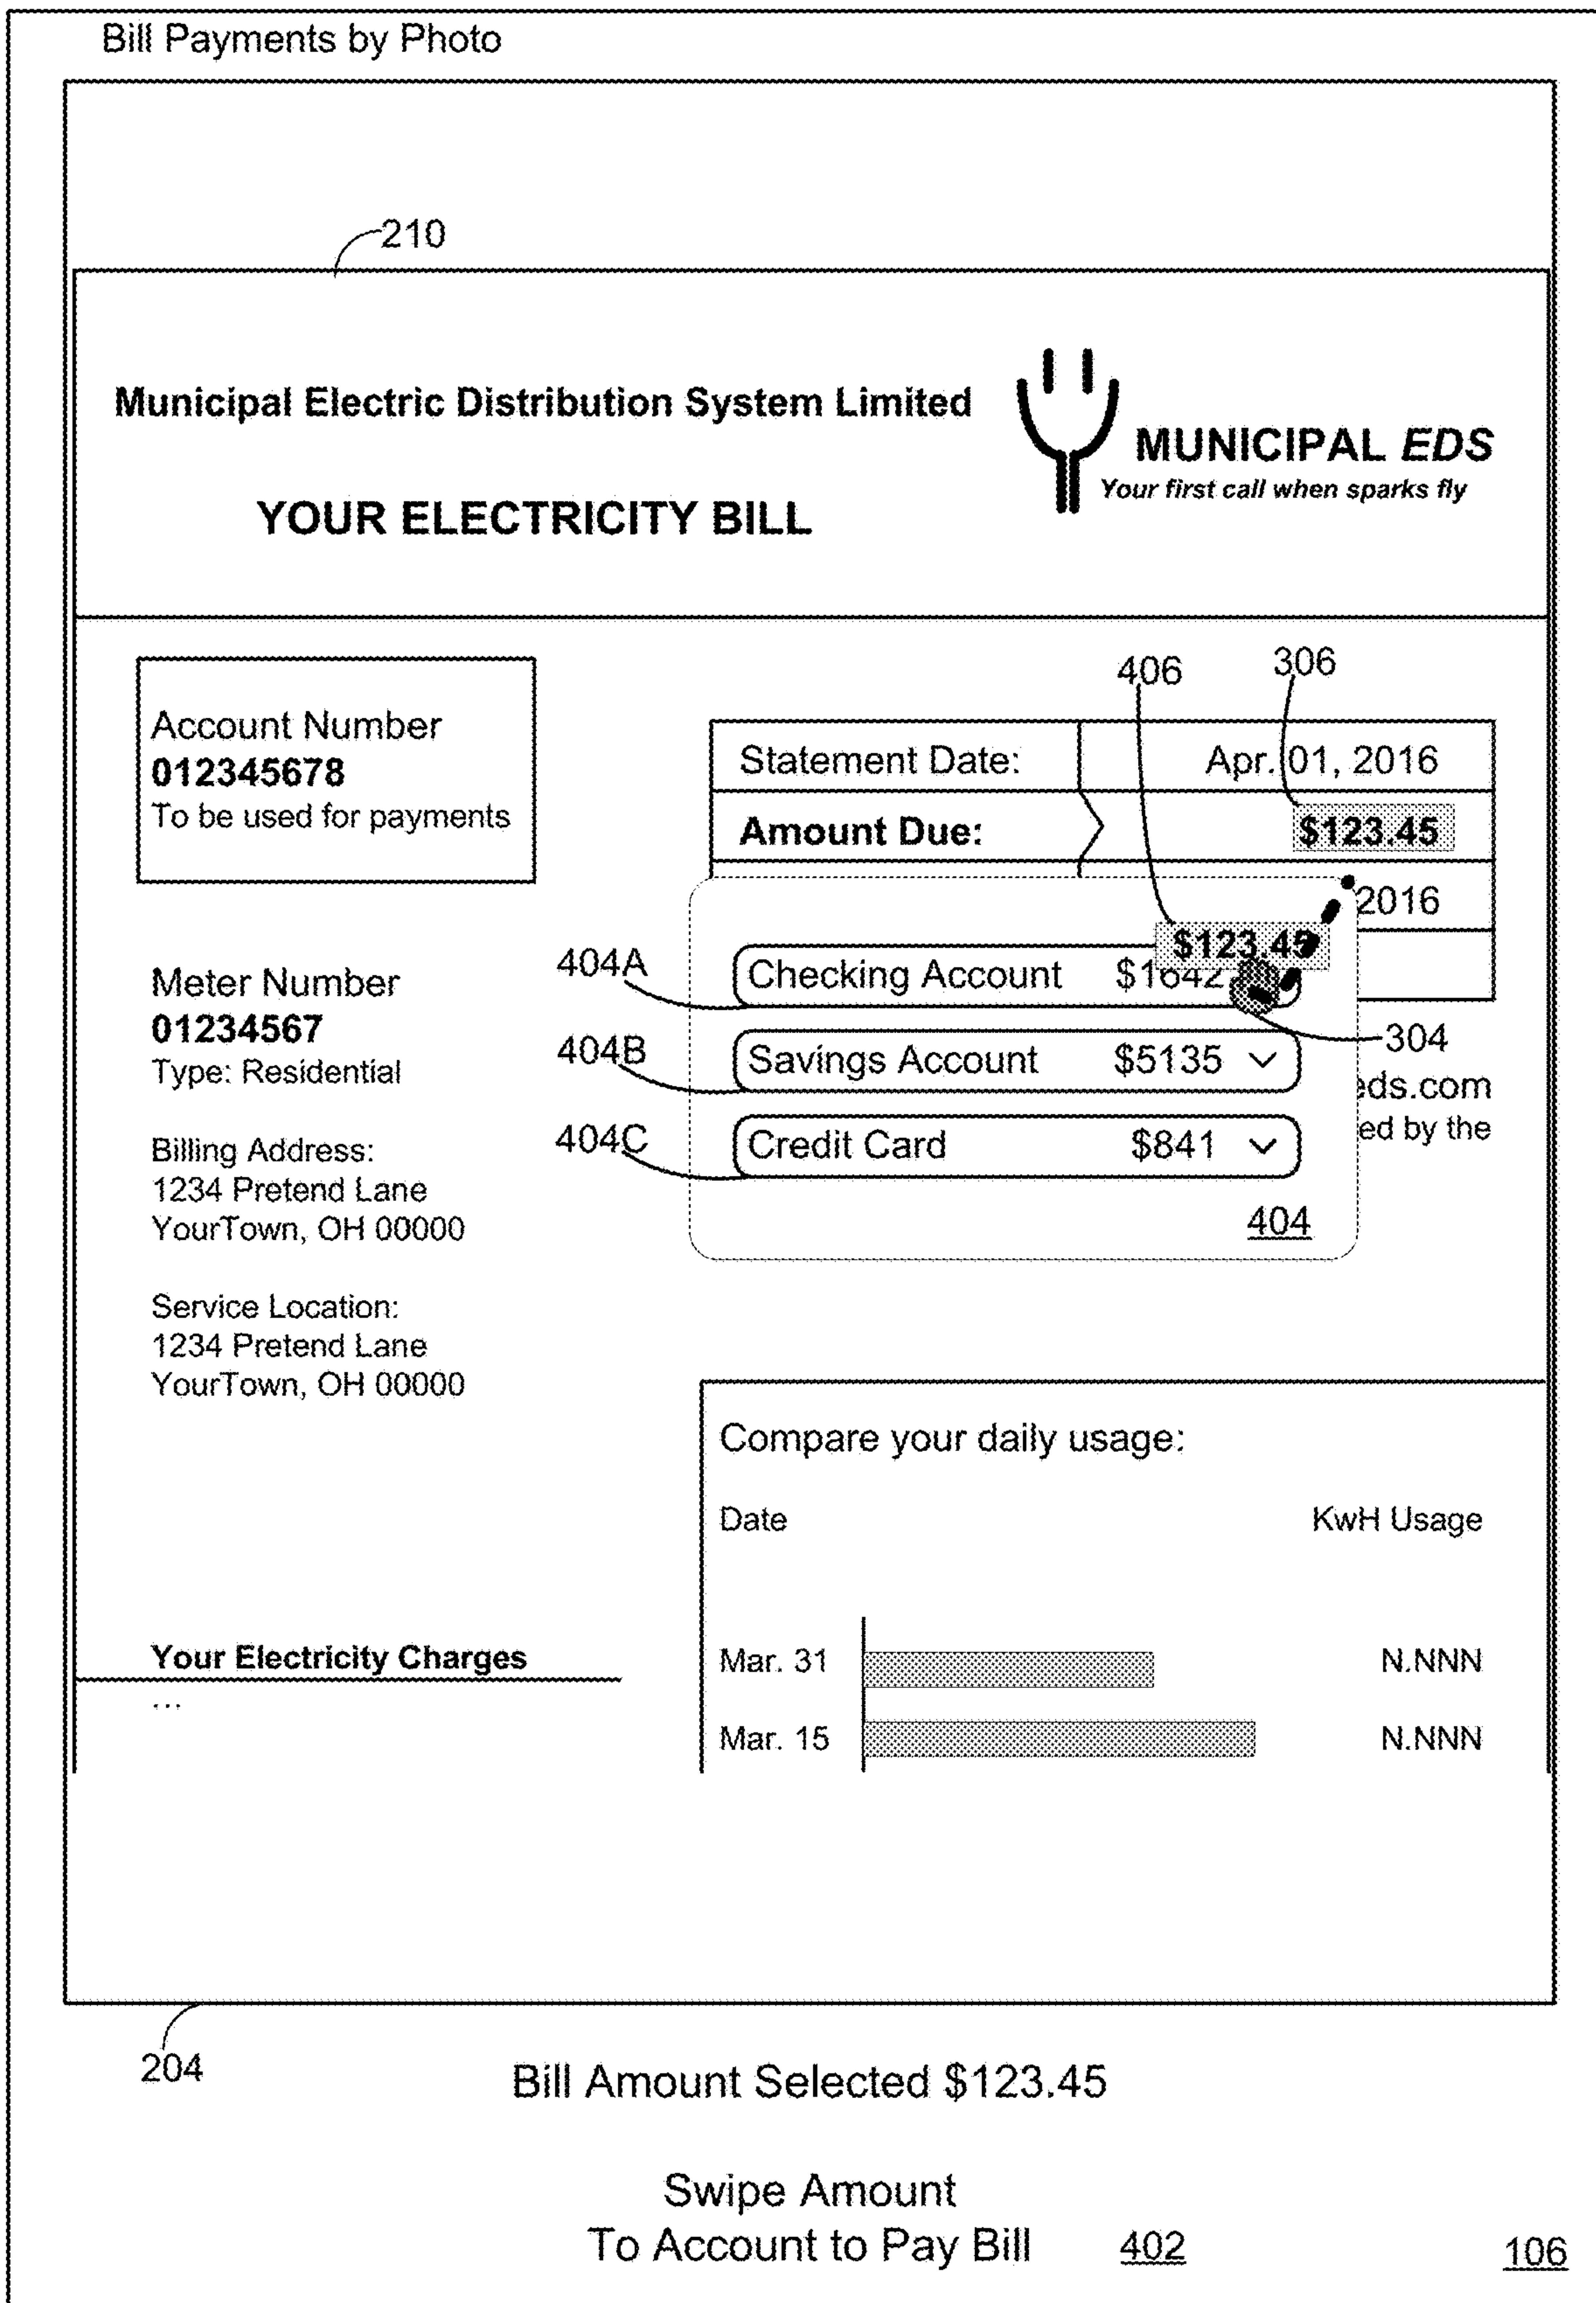 Bill Payments by Photo
210
Municipal Electric Distribution System Limited
MUNICIPAL EDS
Your first call when sparks fly
YOUR ELECTRICITY BILL
406
306
Account Number
012345678
To be used for payments
Statement Date: Apr. 01, 2016
Amount Due: $123.45
2016
$123.45
404A
Checking Account $1642
Meter Number
01234567
Type: Residential
304
404B
Savings Account $5135
eds.com
404C
Credit Card $841
ed by the
404
Billing Address:
1234 Pretend Lane
YourTown, OH 00000
Service Location:
1234 Pretend Lane
YourTown, OH 00000
Compare your daily usage:
Date KwH Usage
Your Electricity Charges
...
Mar. 31 N.NNN
Mar. 15 N.NNN
204
Bill Amount Selected $123.45
Swipe Amount
To Account to Pay Bill
402
106